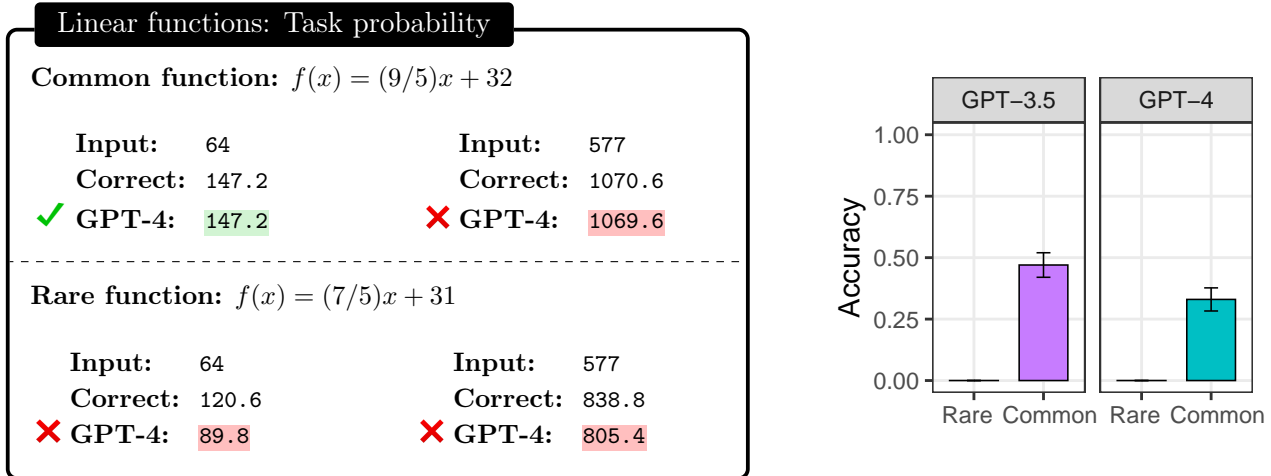 Linear functions: Task probability
Common function: f(x) = (9/5)x + 32
Input: 64
Correct: 147.2
GPT-4: 147.2
Input: 577
Correct: 1070.6
GPT-4: 1069.6
Rare function: f(x) = (7/5)x + 31
Input: 64
Correct: 120.6
GPT-4: 89.8
Input: 577
Correct: 838.8
GPT-4: 805.4
GPT−3.5
GPT−4
Accuracy
1.00
0.75
0.50
0.25
0.00
Rare Common
Rare Common